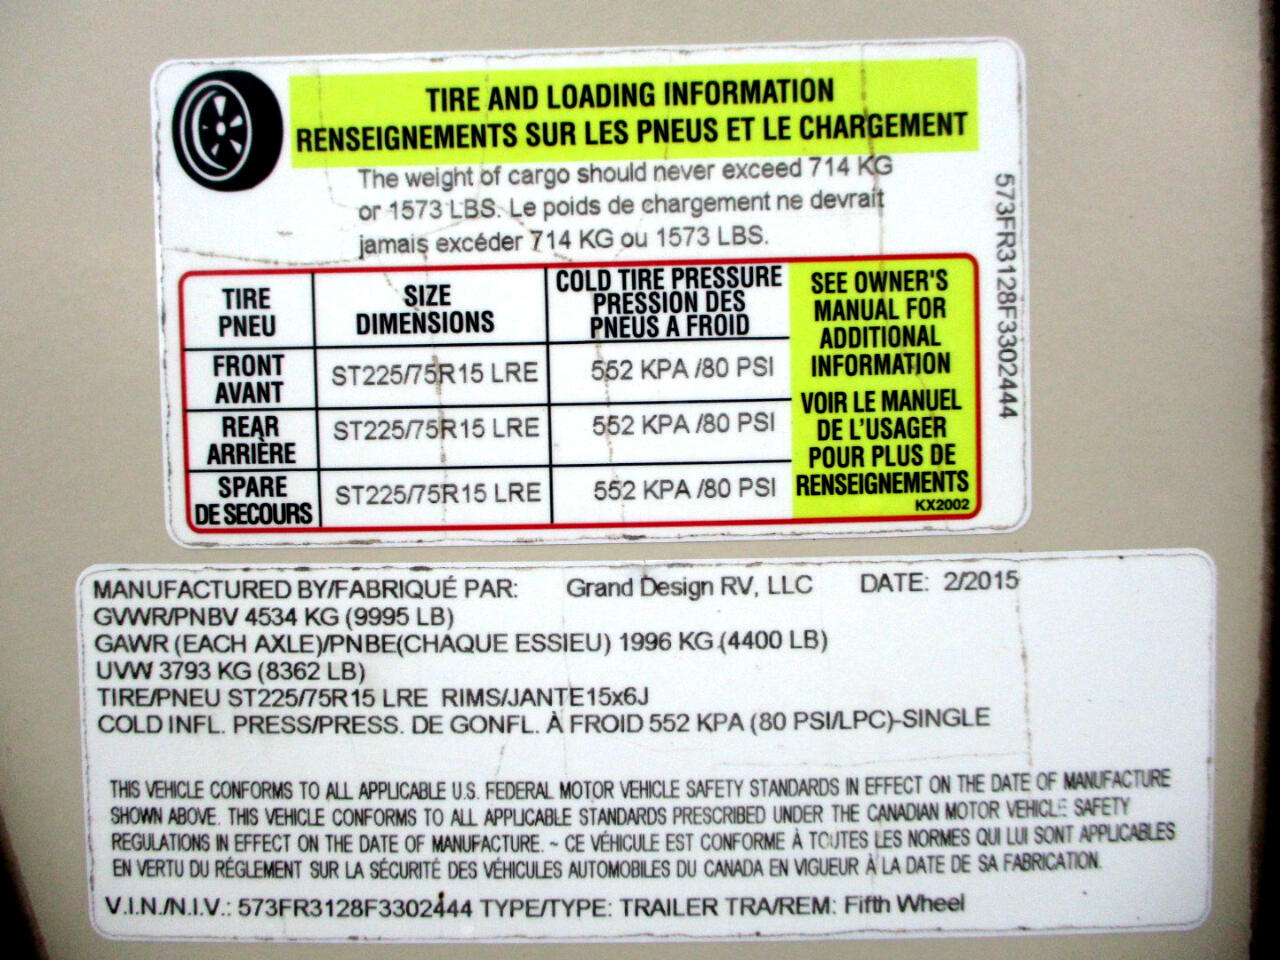 TIRE AND LOADING INFORMATION
RENSEIGNEMENTS SUR LES PNEUS ET LE CHARGEMENT
The weight of cargo should never exceed 714 KG
or 1573 LBS. Le poids de chargement ne devrait
jamais excéder 714 KG ou 1573 LBS.
TIRE
PNEU
SIZE
DIMENSIONS
COLD TIRE PRESSURE
PRESSION DES
PNEUS A FROID
FRONT
AVANT
ST225/75R15 LRE
552 KPA /80 PSI
REAR
ARRIÈRE
ST225/75R15 LRE
552 KPA /80 PSI
SPARE
DE SECOURS
ST225/75R15 LRE
552 KPA /80 PSI
SEE OWNER'S
MANUAL FOR
ADDITIONAL
INFORMATION
VOIR LE MANUEL
DE L'USAGER
POUR PLUS DE
RENSEIGNEMENTS
KX2002
573FR3128F3302444
MANUFACTURED BY/FABRIQUÉ PAR: Grand Design RV, LLC DATE: 2/2015
GVWR/PNBV 4534 KG (9995 LB)
GAWR (EACH AXLE)/PNBE(CHAQUE ESSIEU) 1996 KG (4400 LB)
UVW 3793 KG (8362 LB)
TIRE/PNEU ST225/75R15 LRE RIMS/JANTE15x6J
COLD INFL. PRESS/PRESS. DE GONFL. À FROID 552 KPA (80 PSI/LPC)-SINGLE
THIS VEHICLE CONFORMS TO ALL APPLICABLE U.S. FEDERAL MOTOR VEHICLE SAFETY STANDARDS IN EFFECT ON THE DATE OF MANUFACTURE
SHOWN ABOVE. THIS VEHICLE CONFORMS TO ALL APPLICABLE STANDARDS PRESCRIBED UNDER THE CANADIAN MOTOR VEHICLE SAFETY
REGULATIONS IN EFFECT ON THE DATE OF MANUFACTURE. ~ CE VÉHICULE EST CONFORME À TOUTES LES NORMES QUI LUI SONT APPLICABLES
EN VERTU DU RÉGLEMENT SUR LA SÉCURITÉ DES VÉHICULES AUTOMOBILES DU CANADA EN VIGUEUR À LA DATE DE SA FABRICATION.
V.I.N./N.I.V.: 573FR3128F3302444 TYPE/TYPE: TRAILER TRA/REM: Fifth Wheel